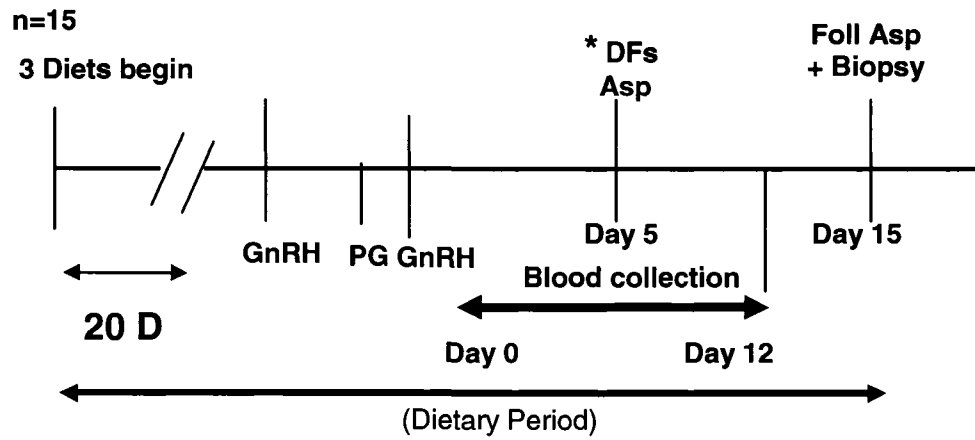 n=15
3 Diets begin
* DFs
Asp
Foll Asp
+ Biopsy
GnRH
PG GnRH
Day 5
Day 15
Blood collection
20 D
Day 0
Day 12
(Dietary Period)